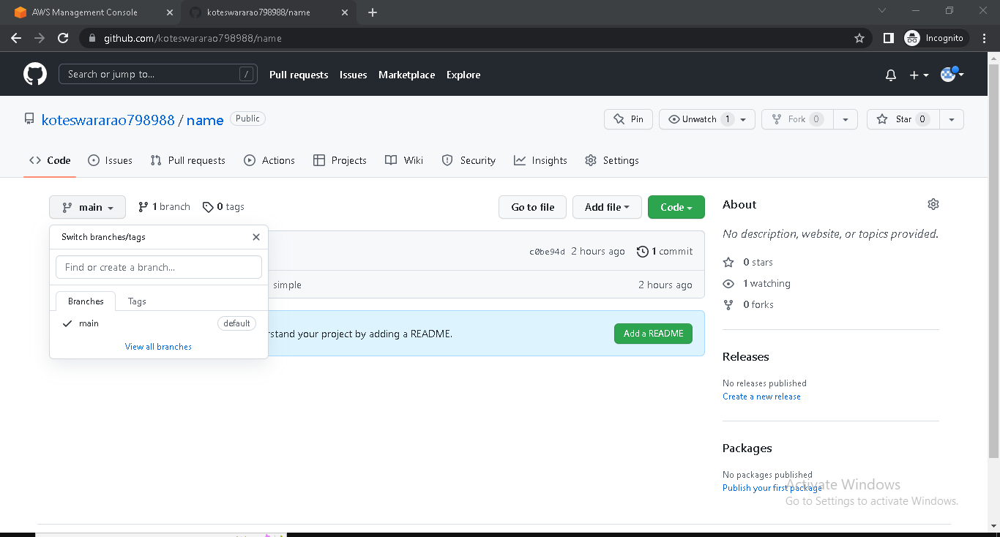 AWS Management Console
koteswararao798988/name
github.com/koteswararao798988/name
Incognito
Search or jump to...
/
Pull requests
Issues
Marketplace
Explore
koteswararao798988 / name
Public
Pin
Unwatch 1
Fork 0
Star 0
Code
Issues
Pull requests
Actions
Projects
Wiki
Security
Insights
Settings
main
1 branch
0 tags
Go to file
Add file
Code
Switch branches/tags
Find or create a branch...
Branches
Tags
main
default
View all branches
c0be94d 2 hours ago
1 commit
simple
2 hours ago
rstand your project by adding a README.
Add a README
About
No description, website, or topics provided.
0 stars
1 watching
0 forks
Releases
No releases published
Create a new release
Packages
No packages published
Publish your first package
Activate Windows
Go to Settings to activate Windows.